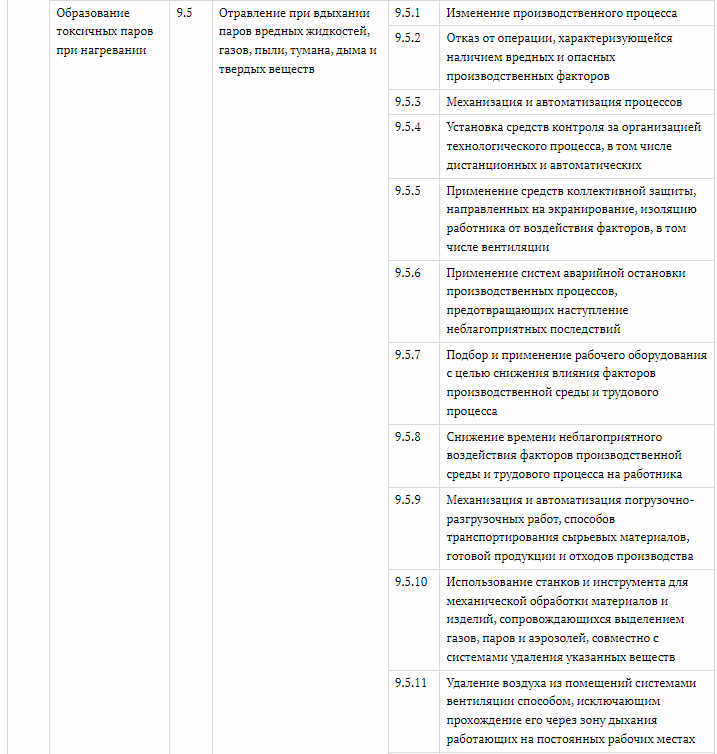 Образование
токсичных паров
при нагревании
9.5
Отравление при вдыхании
паров вредных жидкостей,
газов, пыли, тумана, дыма и
твердых веществ
9.5.1
Изменение производственного процесса
9.5.2
Отказ от операции, характеризующейся
наличием вредных и опасных
производственных факторов
9.5.3
Механизация и автоматизация процессов
9.5.4
Установка средств контроля за организацией
технологического процесса, в том числе
дистанционных и автоматических
9.5.5
Применение средств коллективной защиты,
направленных на экранирование, изоляцию
работника от воздействия факторов, в том
числе вентиляции
9.5.6
Применение систем аварийной остановки
производственных процессов,
предотвращающих наступление
неблагоприятных последствий
9.5.7
Подбор и применение рабочего оборудования
с целью снижения влияния факторов
производственной среды и трудового
процесса
9.5.8
Снижение времени неблагоприятного
воздействия факторов производственной
среды и трудового процесса на работника
9.5.9
Механизация и автоматизация погрузочно-
разгрузочных работ, способов
транспортирования сырьевых материалов,
готовой продукции и отходов производства
9.5.10
Использование станков и инструмента для
механической обработки материалов и
изделий, сопровождающихся выделением
газов, паров и аэрозолей, совместно с
системами удаления указанных веществ
9.5.11
Удаление воздуха из помещений системами
вентиляции способом, исключающим
прохождение его через зону дыхания
работающих на постоянных рабочих местах